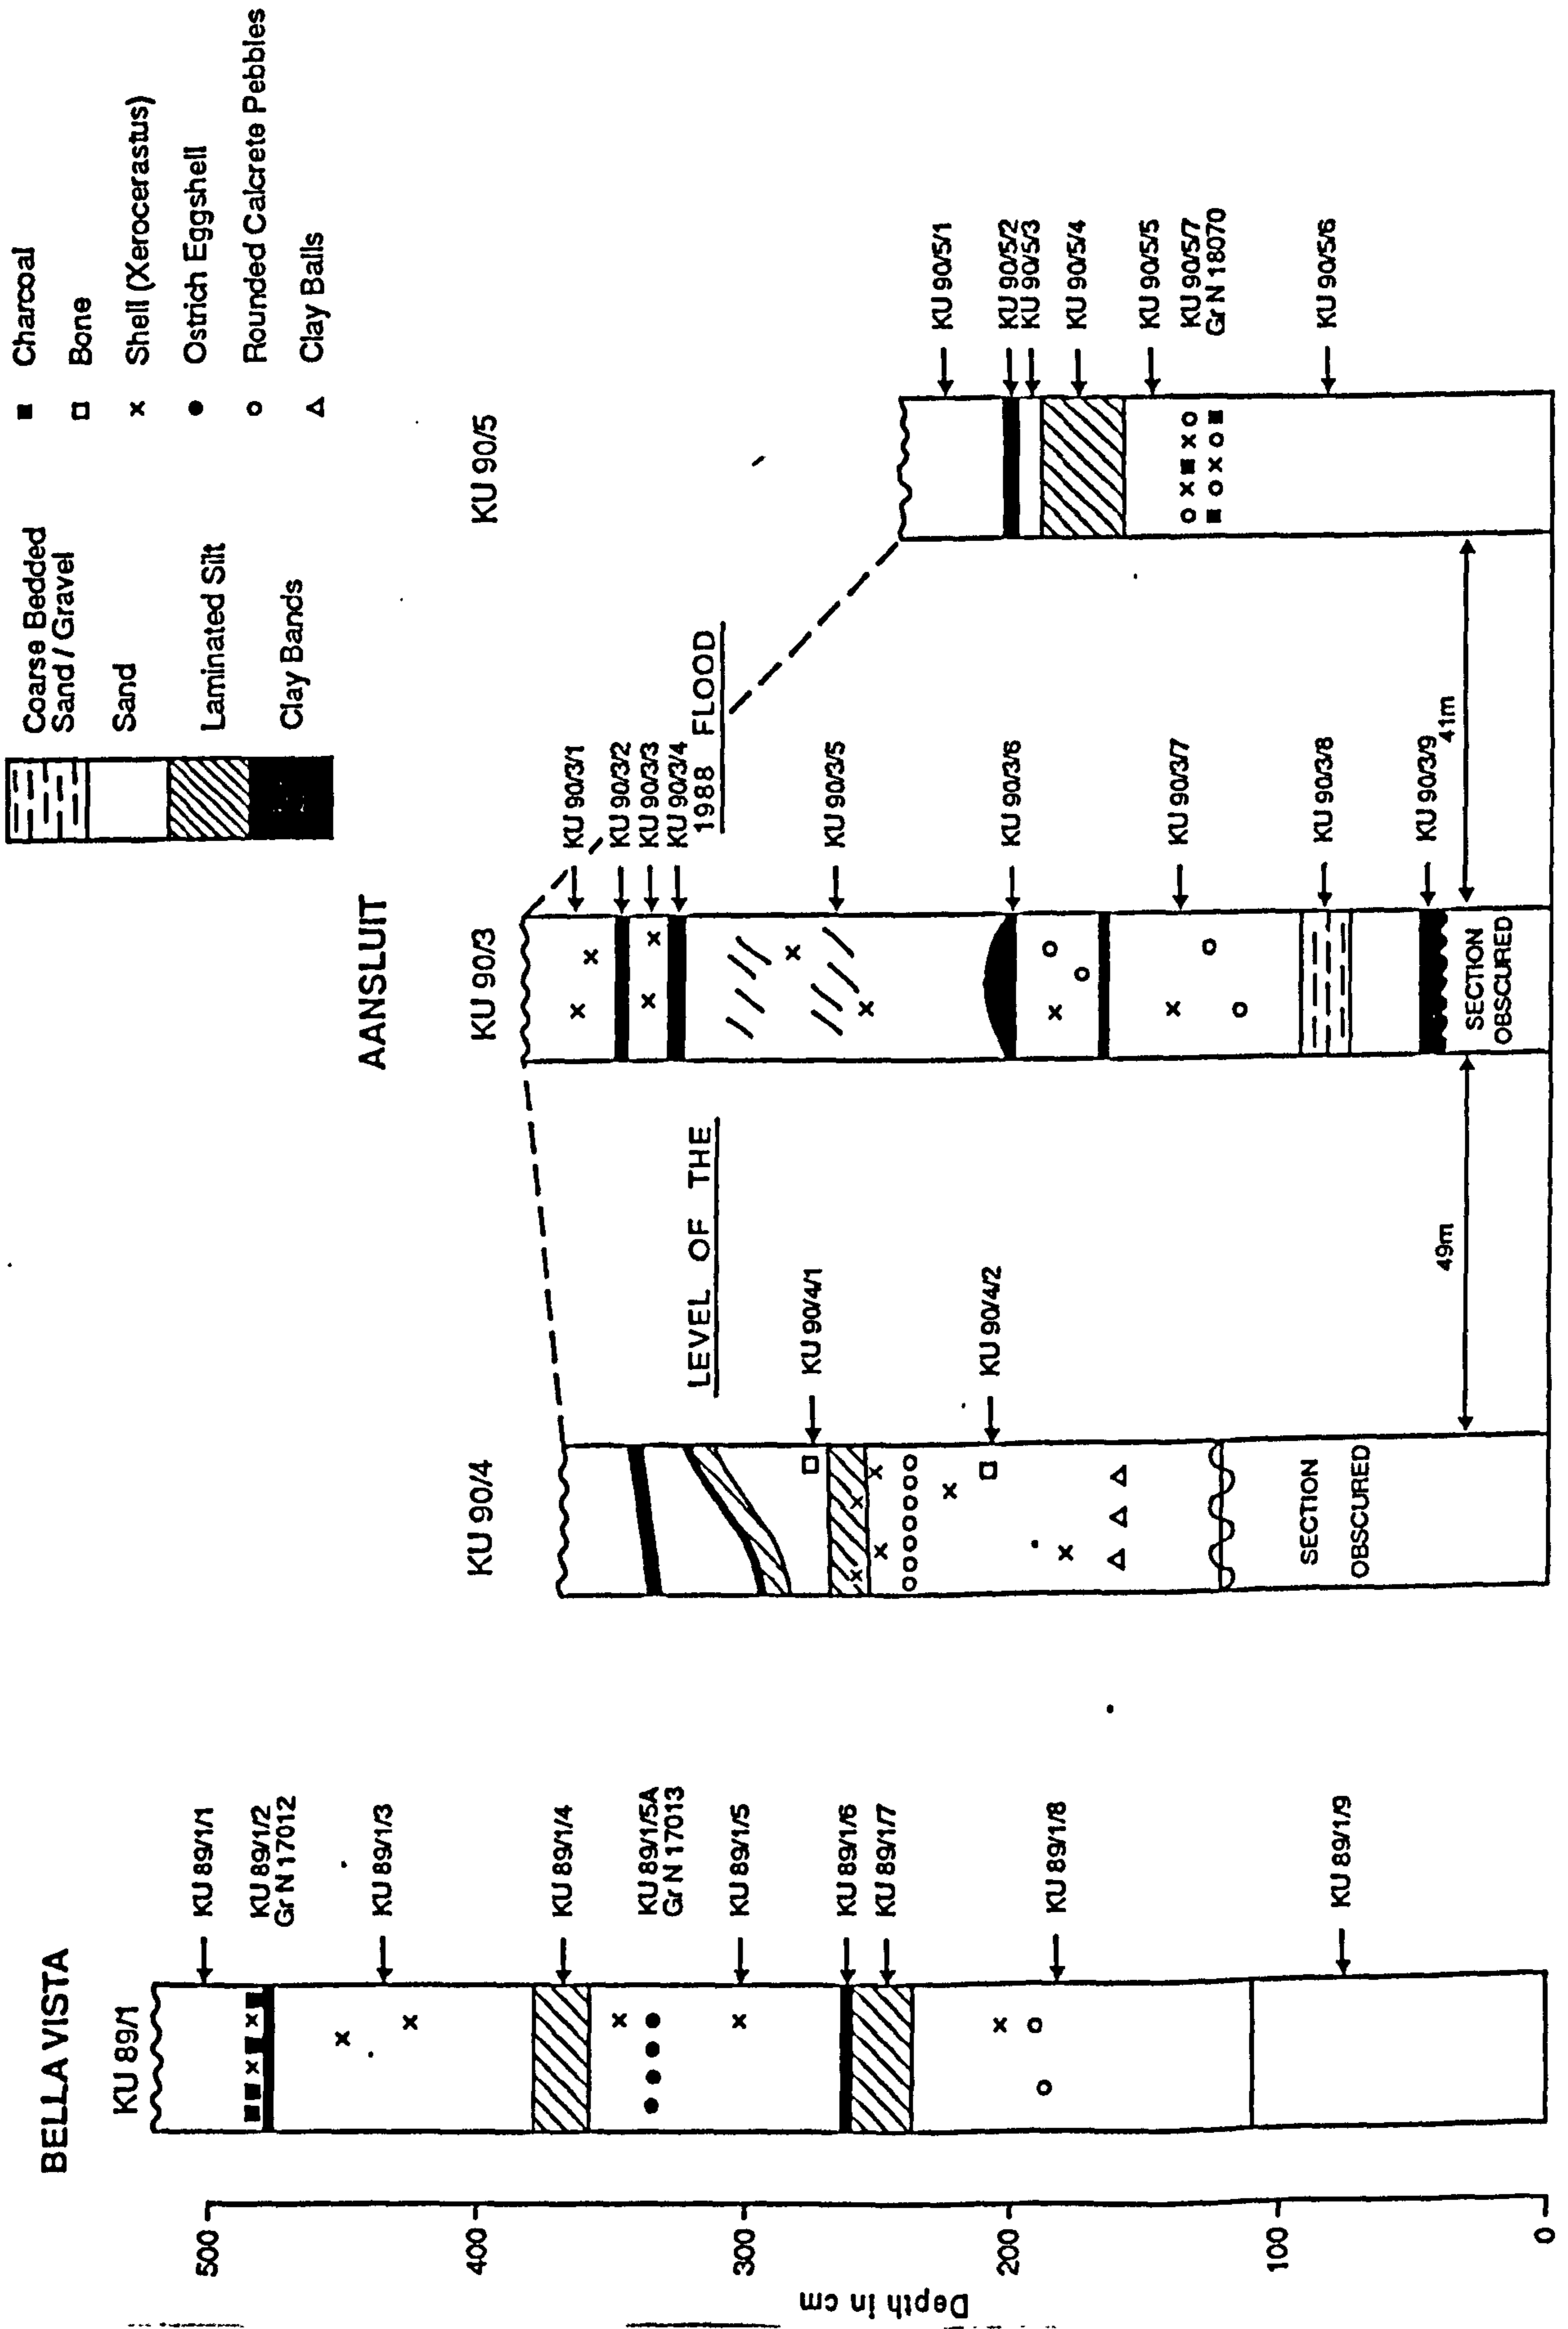 BELLA VISTA
KU 89/1
Depth in cm
500
400
300
200
100
0
KU 89/1/1
KU 89/1/2
Gr N 17012
KU 89/1/3
KU 89/1/4
KU 89/1/5A
Gr N 17013
KU 89/1/5
KU 89/1/6
KU 89/1/7
KU 89/1/8
KU 89/1/9
AANSLUIT
KU 90/4
KU 90/4/1
KU 90/4/2
SECTION
OBSCURED
LEVEL OF THE 1988 FLOOD
49m
KU 90/3
KU 90/3/1
KU 90/3/2
KU 90/3/3
KU 90/3/4
KU 90/3/5
KU 90/3/6
KU 90/3/7
KU 90/3/8
KU 90/3/9
SECTION
OBSCURED
41m
KU 90/5
KU 90/5/1
KU 90/5/2
KU 90/5/3
KU 90/5/4
KU 90/5/5
KU 90/5/7
Gr N 18070
KU 90/5/6
Coarse Bedded
Sand / Gravel
Sand
Laminated Silt
Clay Bands
Charcoal
Bone
Shell (Xerocerastus)
Ostrich Eggshell
Rounded Calcrete Pebbles
Clay Balls